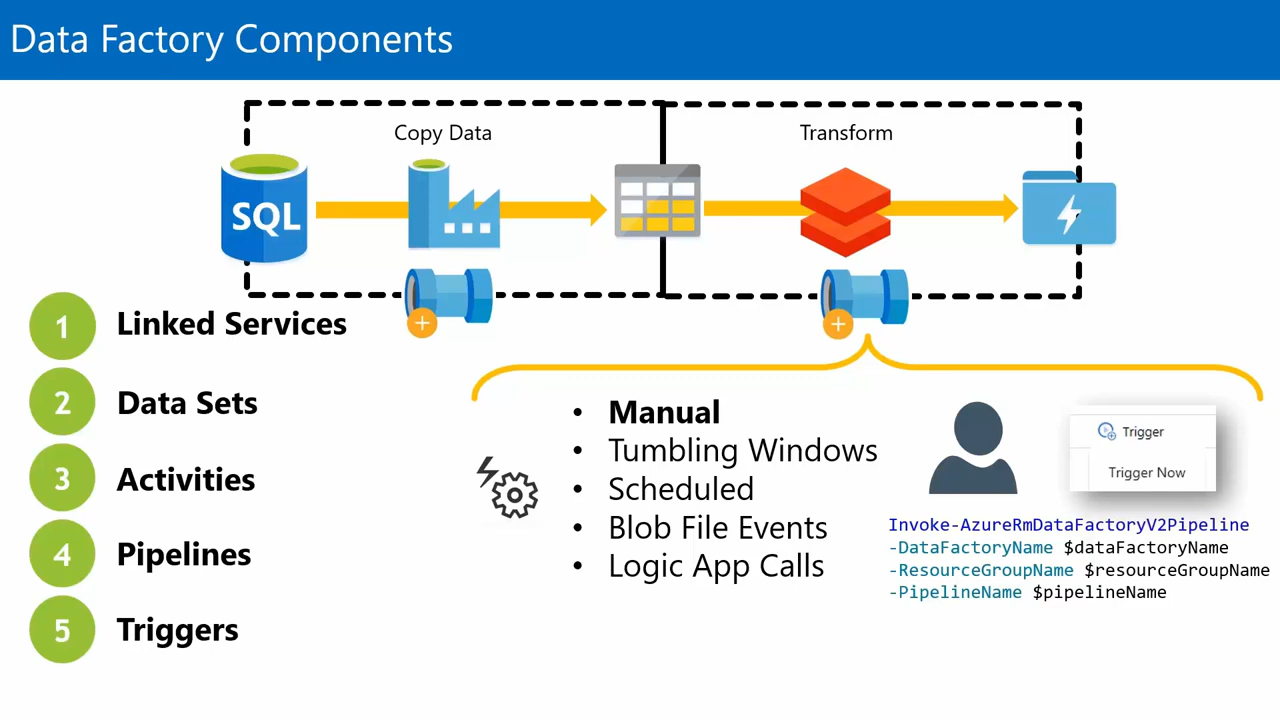 Data Factory Components
Copy Data
Transform
SQL
1 Linked Services
2 Data Sets
3 Activities
4 Pipelines
5 Triggers
• Manual
• Tumbling Windows
• Scheduled
• Blob File Events
• Logic App Calls
Trigger
Trigger Now
Invoke-AzureRmDataFactoryV2Pipeline
-DataFactoryName $dataFactoryName
-ResourceGroupName $resourceGroupName
-PipelineName $pipelineName